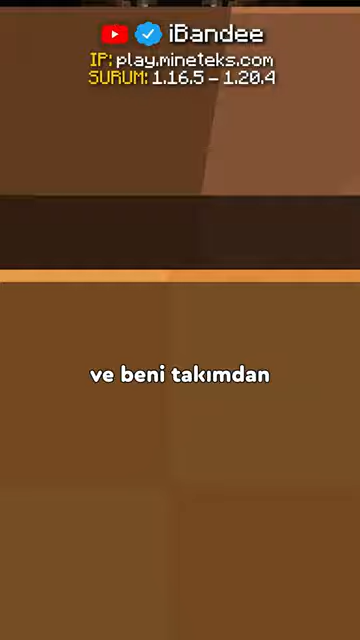 iBandee
IP: play.mineteks.com
SURUM: 1.16.5 – 1.20.4
ve beni takımdan